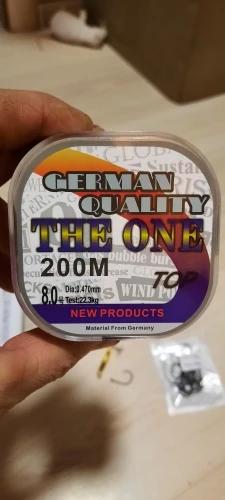 GERMAN
QUALITY
THE ONE
200M
TOP
8.0号 Dia:0.470mm
Test:22.3kg
NEW PRODUCTS
Material From Germany